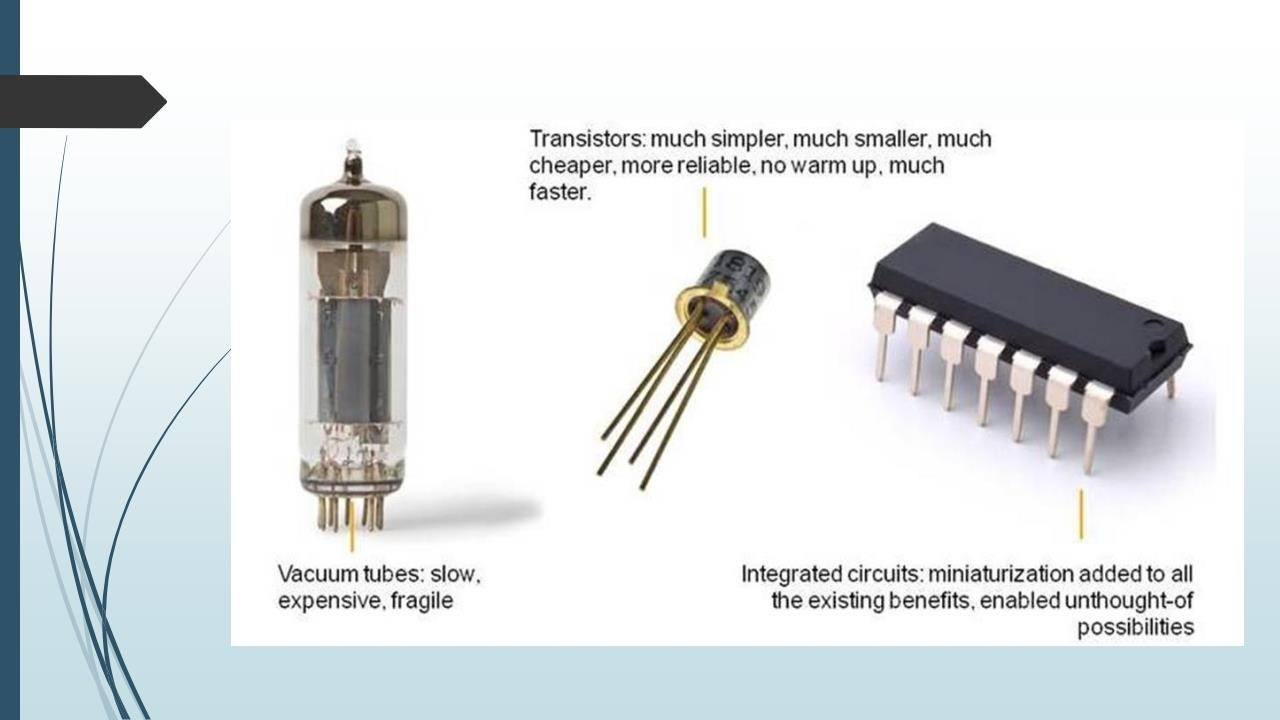 Transistors: much simpler, much smaller, much
cheaper, more reliable, no warm up, much
faster.
Vacuum tubes: slow,
expensive, fragile
Integrated circuits: miniaturization added to all
the existing benefits, enabled unthought-of
possibilities